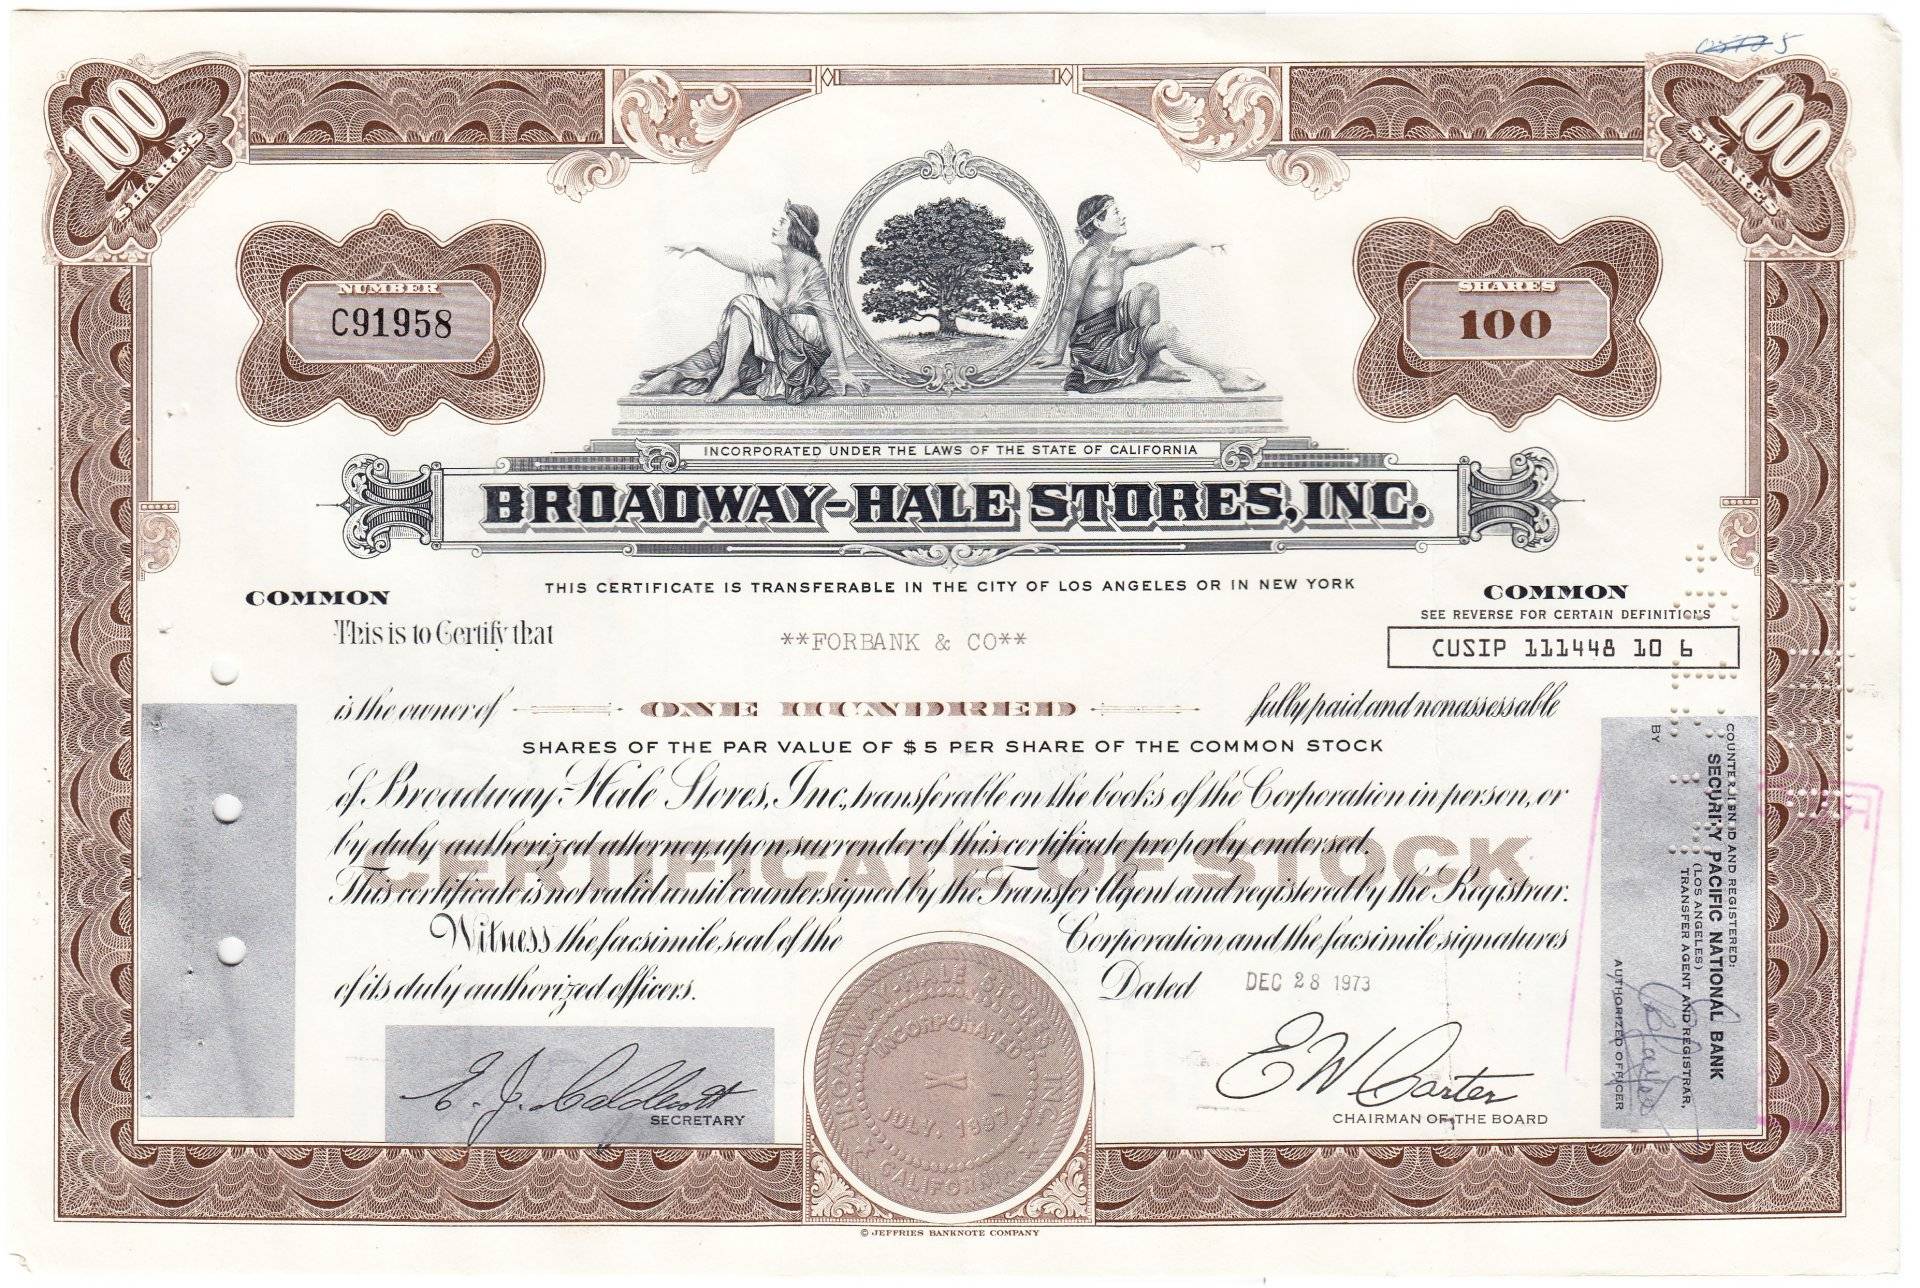 100
SHARES
100
SHARES
NUMBER
C91958
SHARES
100
INCORPORATED UNDER THE LAWS OF THE STATE OF CALIFORNIA
BROADWAY-HALE STORES, INC.
THIS CERTIFICATE IS TRANSFERABLE IN THE CITY OF LOS ANGELES OR IN NEW YORK
COMMON
COMMON
SEE REVERSE FOR CERTAIN DEFINITIONS
CUSIP 111448 10 6
This is to Certify that
**FORBANK & CO**
is the owner of ONE HUNDRED fully paid and nonassessable
SHARES OF THE PAR VALUE OF $5 PER SHARE OF THE COMMON STOCK
of Broadway-Hale Stores, Inc., transferable on the books of the Corporation in person, or
by duly authorized attorney, upon surrender of this certificate properly endorsed.
CERTIFICATE OF STOCK
This certificate is not valid until countersigned by the Transfer Agent and registered by the Registrar.
Witness the facsimile seal of the Corporation and the facsimile signatures
of its duly authorized officers.
Dated DEC 28 1973
E. J. Caldecott
SECRETARY
BROADWAY-HALE STORES, INC.
INCORPORATED
CALIFORNIA
E W Carter
CHAIRMAN OF THE BOARD
COUNTERSIGNED AND REGISTERED:
SECURITY PACIFIC NATIONAL BANK
(LOS ANGELES)
TRANSFER AGENT AND REGISTRAR,
BY
AUTHORIZED OFFICER
© JEFFRIES BANKNOTE COMPANY